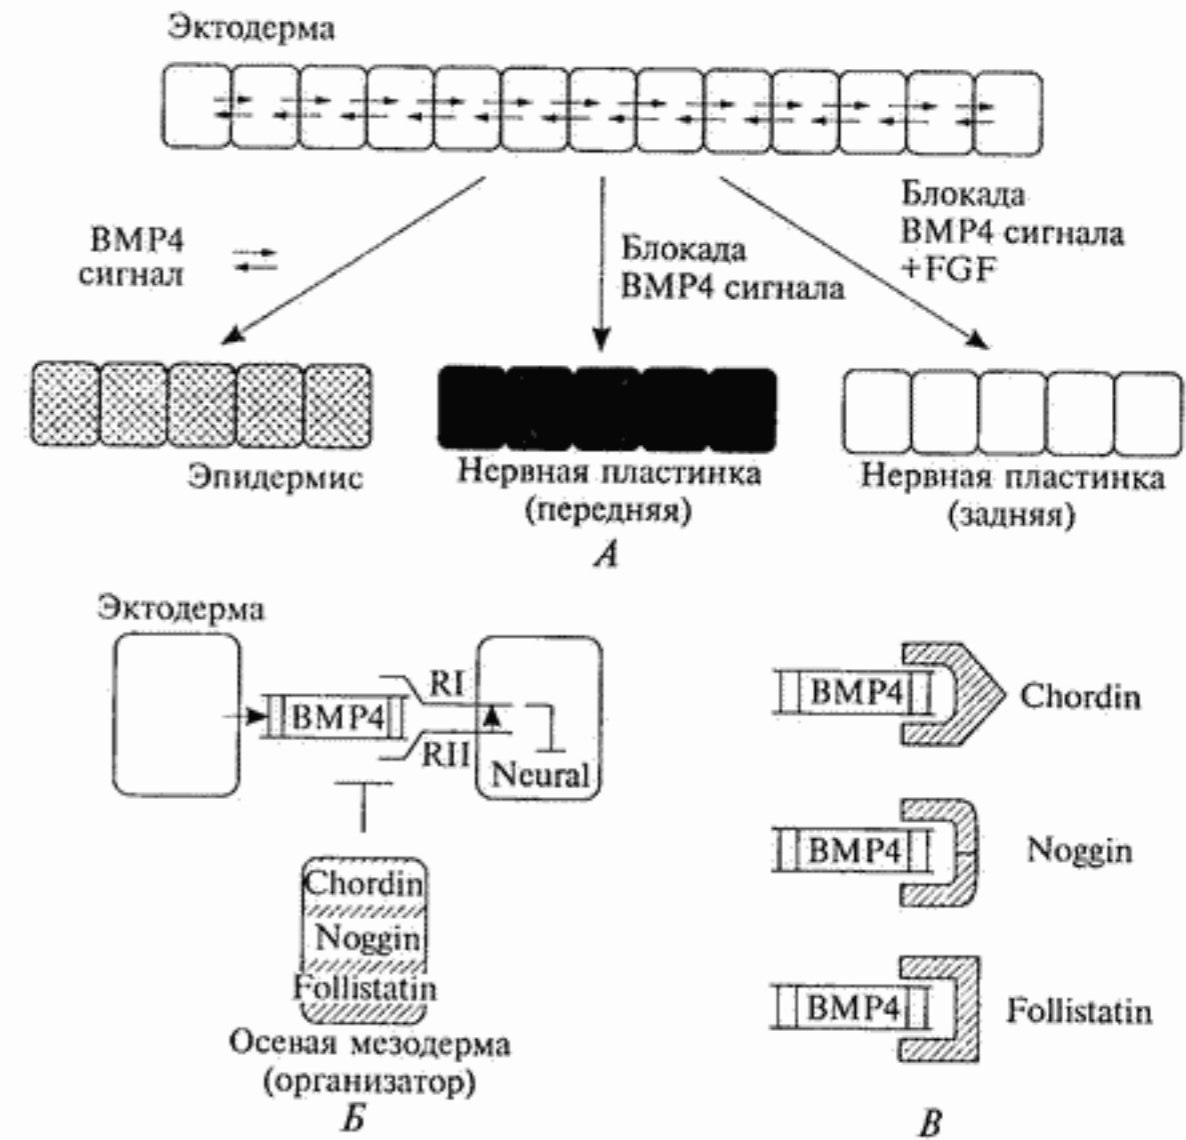 Эктодерма
BMP4
сигнал
Блокада
BMP4 сигнала
Блокада
BMP4 сигнала
+FGF
Эпидермис
Нервная пластинка
(передняя)
Нервная пластинка
(задняя)
А
Эктодерма
BMP4
RI
RII
Neural
Chordin
Noggin
Follistatin
Осевая мезодерма
(организатор)
Б
BMP4
Chordin
BMP4
Noggin
BMP4
Follistatin
В